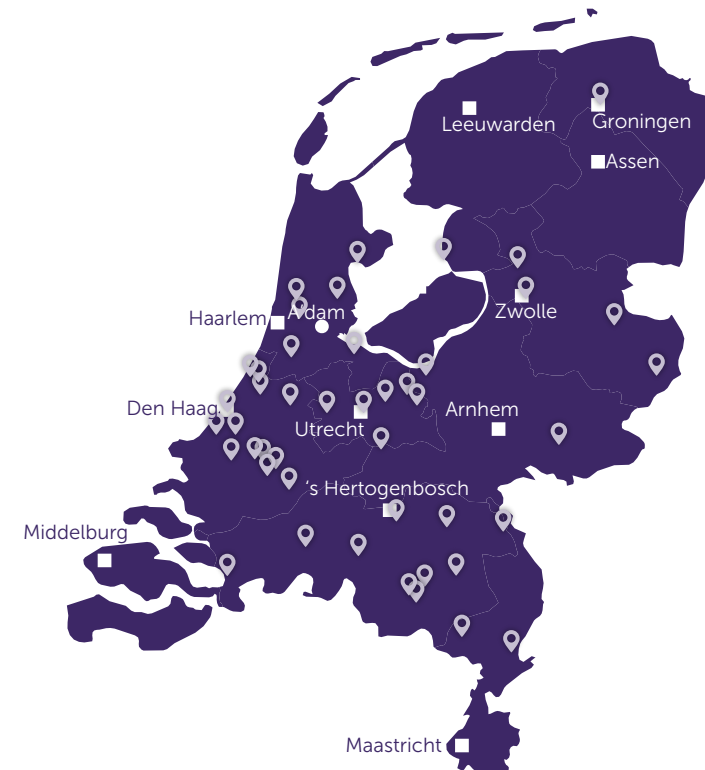 Leeuwarden
Groningen
Assen
Zwolle
Haarlem
A'dam
Den Haag
Arnhem
Utrecht
's Hertogenbosch
Middelburg
Maastricht